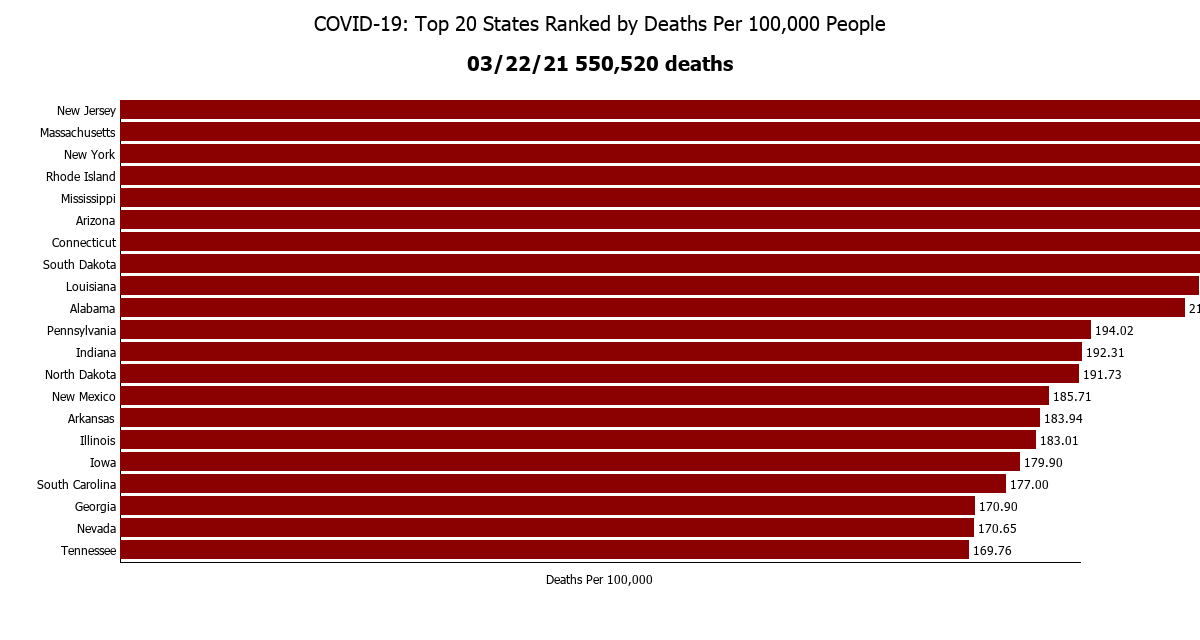 COVID-19: Top 20 States Ranked by Deaths Per 100,000 People
03/22/21 550,520 deaths
New Jersey
Massachusetts
New York
Rhode Island
Mississippi
Arizona
Connecticut
South Dakota
Louisiana
Alabama 21
Pennsylvania 194.02
Indiana 192.31
North Dakota 191.73
New Mexico 185.71
Arkansas 183.94
Illinois 183.01
Iowa 179.90
South Carolina 177.00
Georgia 170.90
Nevada 170.65
Tennessee 169.76
Deaths Per 100,000